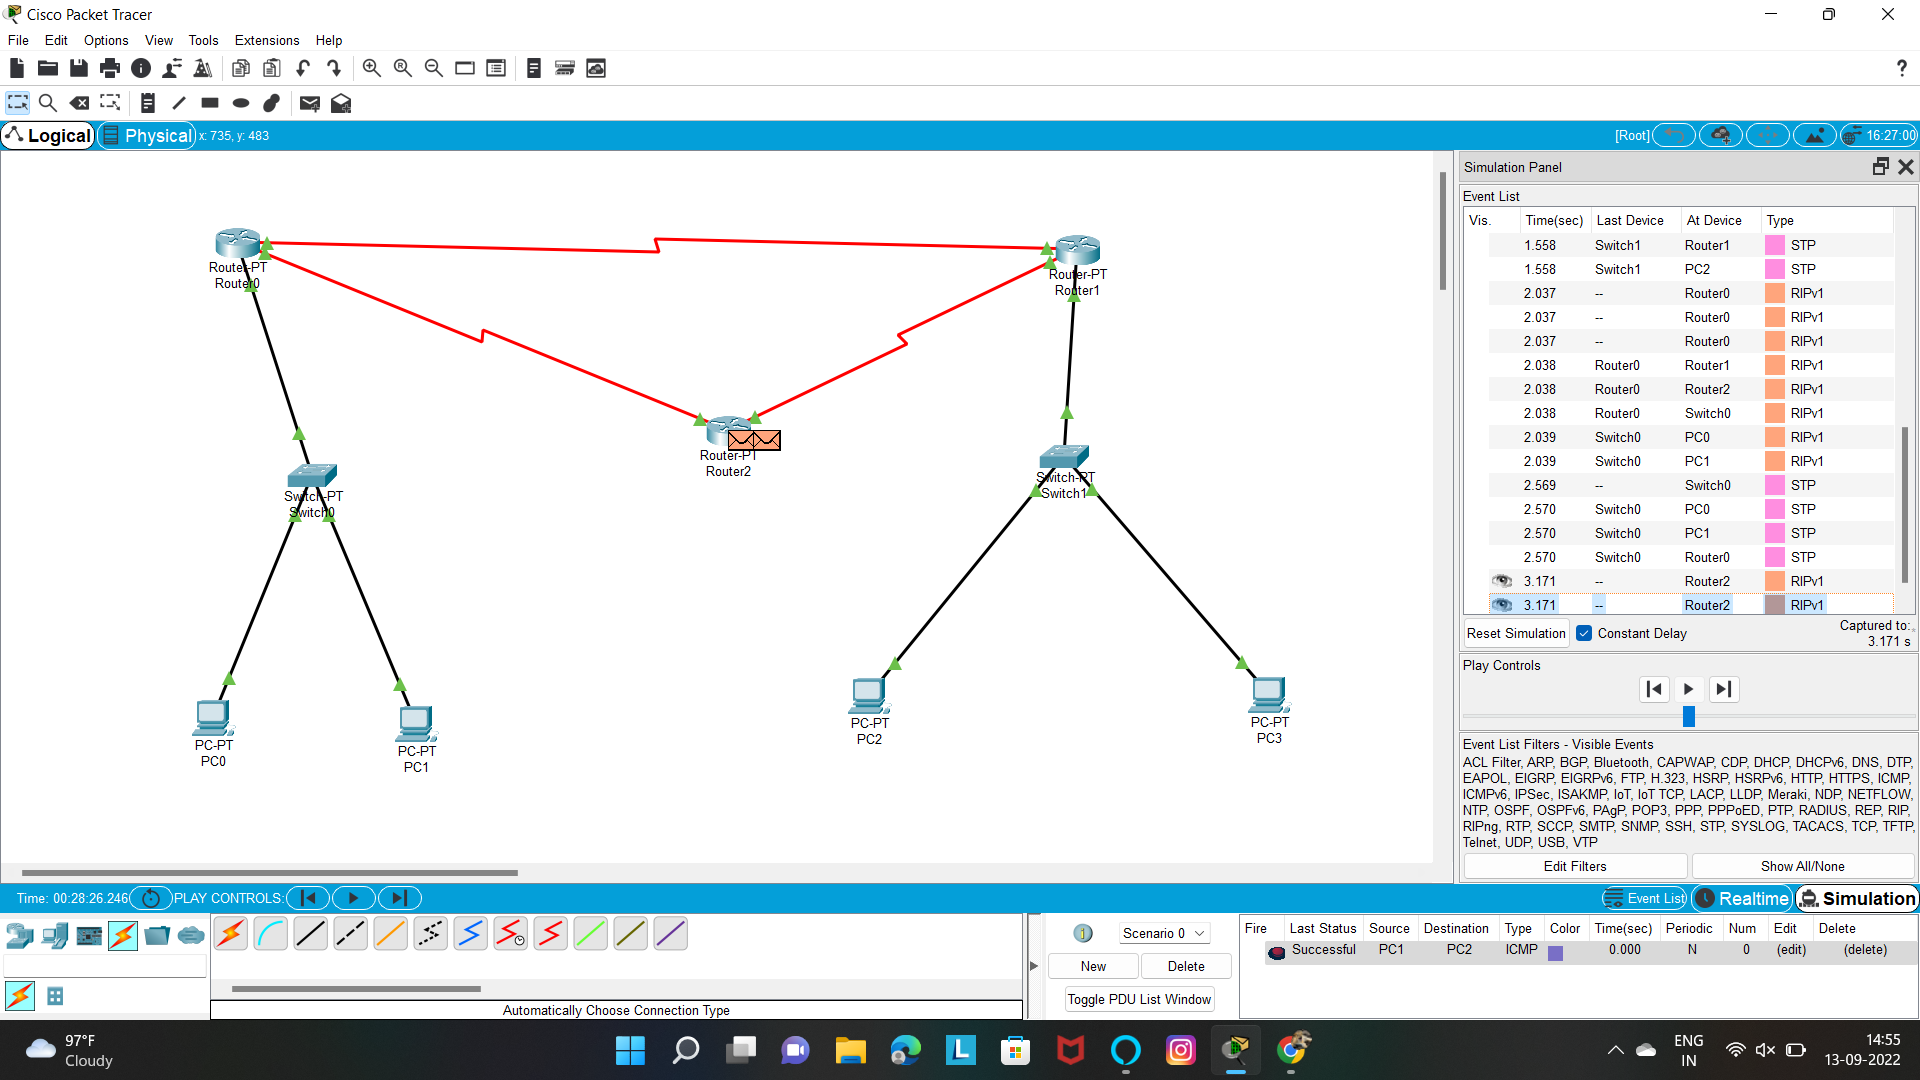 Cisco Packet Tracer
File Edit Options View Tools Extensions Help
?
Logical Physical x: 735, y: 483
[Root] 16:27:00
Router-PT
Router0
Router-PT
Router1
Router-PT
Router2
Switch-PT
Switch0
Switch-PT
Switch1
PC-PT
PC0
PC-PT
PC1
PC-PT
PC2
PC-PT
PC3
Simulation Panel
Event List
Vis. Time(sec) Last Device At Device Type
1.558 Switch1 Router1 STP
1.558 Switch1 PC2 STP
2.037 -- Router0 RIPv1
2.037 -- Router0 RIPv1
2.037 -- Router0 RIPv1
2.038 Router0 Router1 RIPv1
2.038 Router0 Router2 RIPv1
2.038 Router0 Switch0 RIPv1
2.039 Switch0 PC0 RIPv1
2.039 Switch0 PC1 RIPv1
2.569 -- Switch0 STP
2.570 Switch0 PC0 STP
2.570 Switch0 PC1 STP
2.570 Switch0 Router0 STP
3.171 -- Router2 RIPv1
3.171 -- Router2 RIPv1
Reset Simulation Constant Delay Captured to:
3.171 s
Play Controls
Event List Filters - Visible Events
ACL Filter, ARP, BGP, Bluetooth, CAPWAP, CDP, DHCP, DHCPv6, DNS, DTP,
EAPOL, EIGRP, EIGRPv6, FTP, H.323, HSRP, HSRPv6, HTTP, HTTPS, ICMP,
ICMPv6, IPSec, ISAKMP, IoT, IoT TCP, LACP, LLDP, Meraki, NDP, NETFLOW,
NTP, OSPF, OSPFv6, PAgP, POP3, PPP, PPPoED, PTP, RADIUS, REP, RIP,
RIPng, RTP, SCCP, SMTP, SNMP, SSH, STP, SYSLOG, TACACS, TCP, TFTP,
Telnet, UDP, USB, VTP
Edit Filters Show All/None
Time: 00:28:26.246 PLAY CONTROLS:
Event List Realtime Simulation
Automatically Choose Connection Type
Scenario 0
New Delete
Toggle PDU List Window
Fire Last Status Source Destination Type Color Time(sec) Periodic Num Edit Delete
Successful PC1 PC2 ICMP 0.000 N 0 (edit) (delete)
97°F
Cloudy
ENG
IN
14:55
13-09-2022